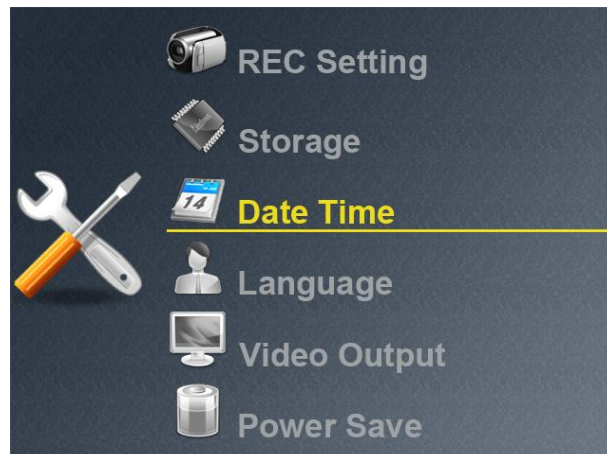 REC Setting
Storage
14
Date Time
Language
Video Output
Power Save